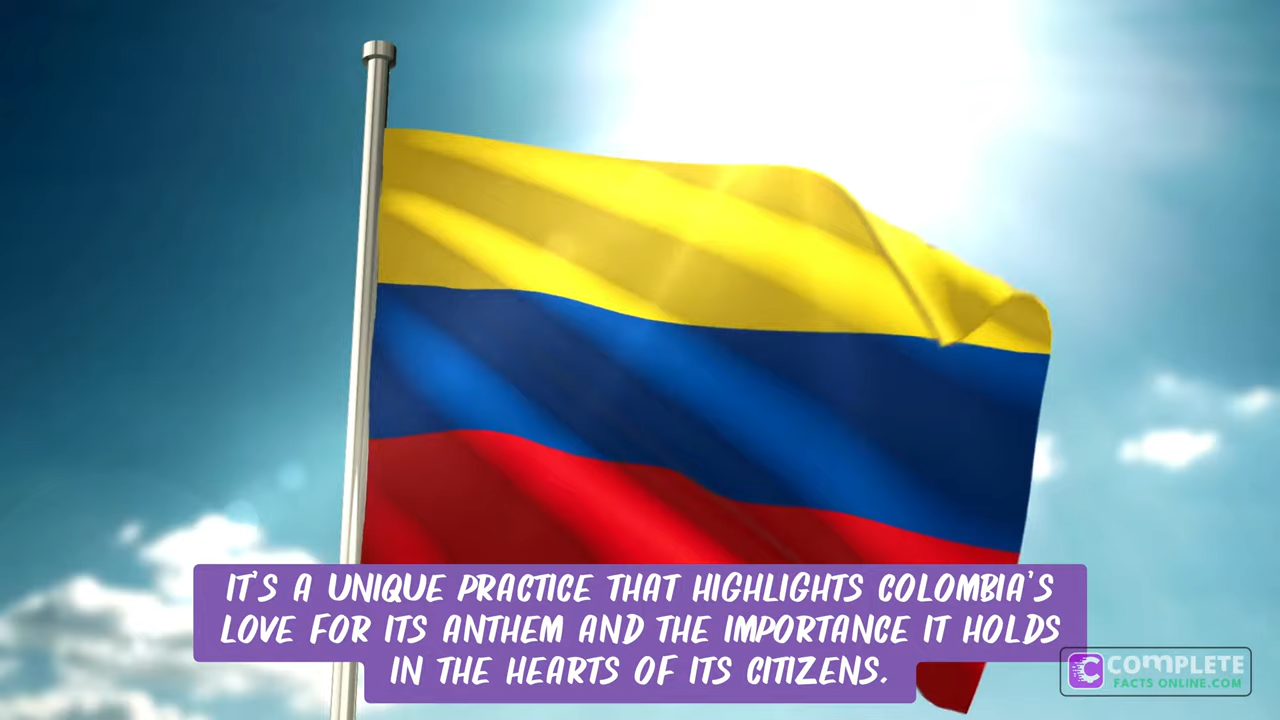 IT'S A UNIQUE PRACTICE THAT HIGHLIGHTS COLOMBIA'S
LOVE FOR ITS ANTHEM AND THE IMPORTANCE IT HOLDS
IN THE HEARTS OF ITS CITIZENS.
COMPLETE
FACTS ONLINE.COM